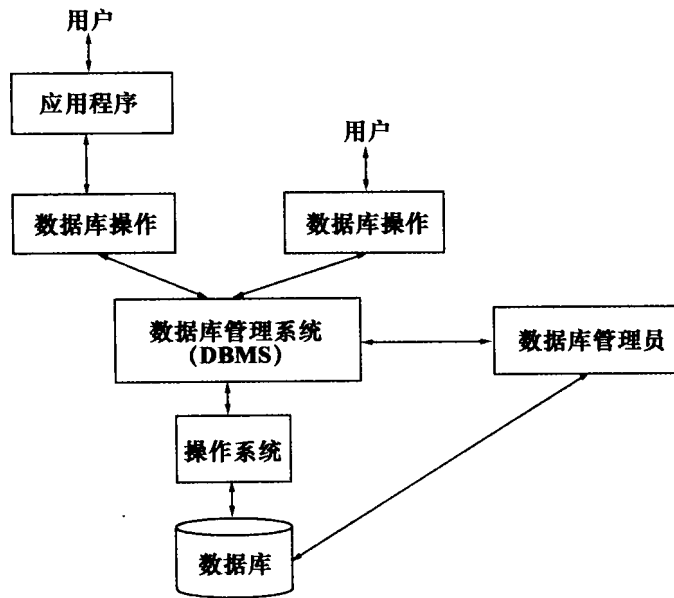 用户
应用程序
用户
数据库操作
数据库操作
数据库管理系统
（DBMS）
数据库管理员
操作系统
数据库